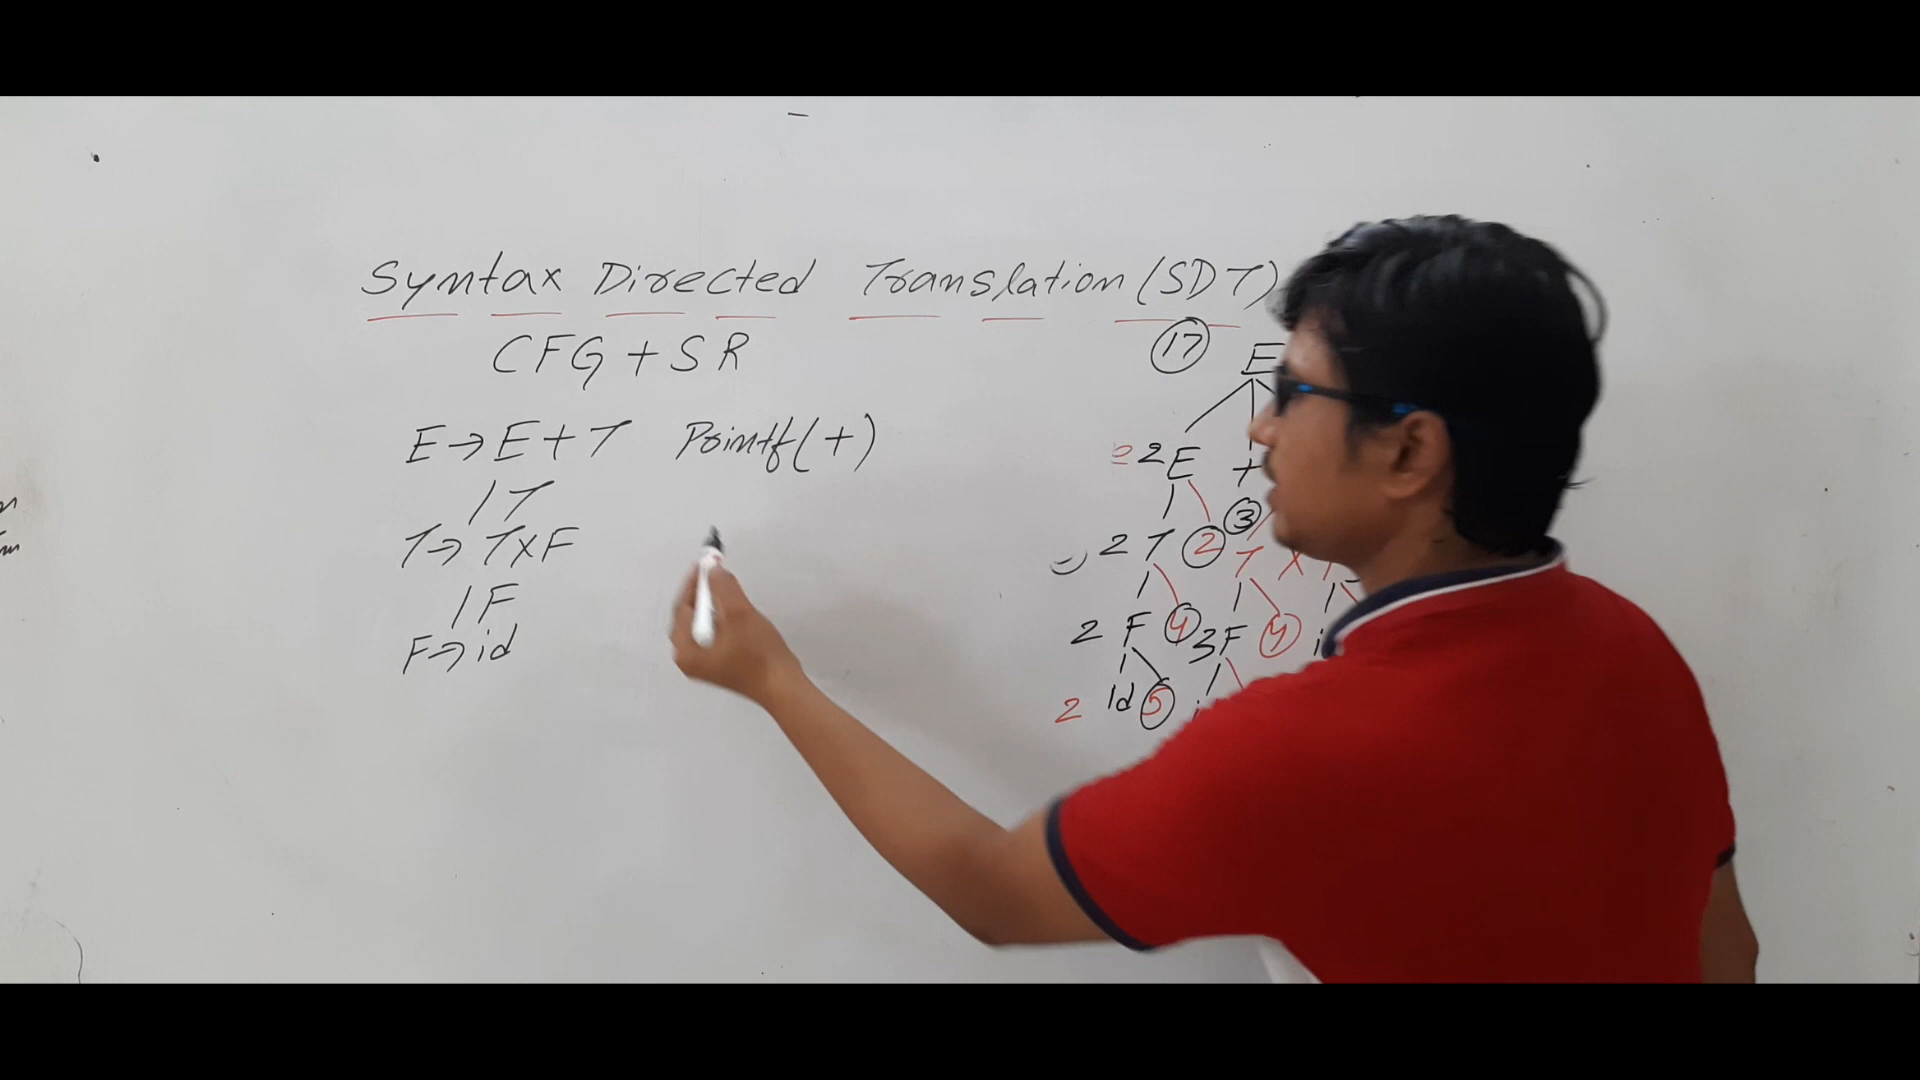 Syntax Directed Translation (SDT)
CFG + SR
E → E + T Printf(+)
/ T
T → T x F
/ F
F → id
17 E
2 2 E +
2 T 2 3 T x
2 F 4 3 F 4 i
2 id 5 i